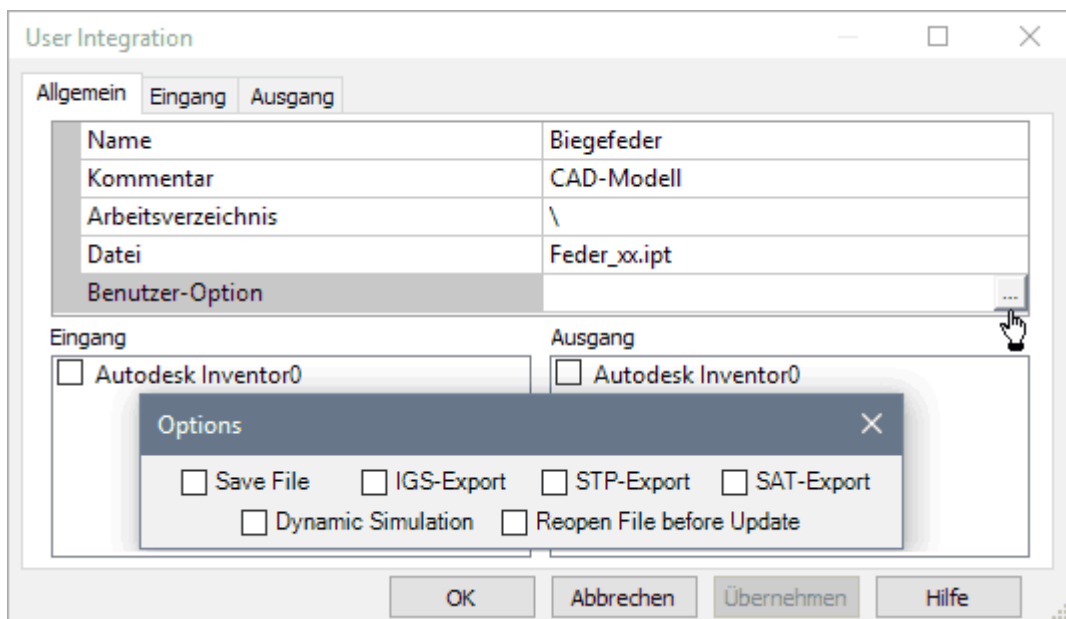 User Integration
Allgemein Eingang Ausgang
Name Biegefeder
Kommentar CAD-Modell
Arbeitsverzeichnis \
Datei Feder_xx.ipt
Benutzer-Option ...
Eingang Ausgang
Autodesk Inventor0 Autodesk Inventor0
Options
Save File IGS-Export STP-Export SAT-Export
Dynamic Simulation Reopen File before Update
OK Abbrechen Übernehmen Hilfe